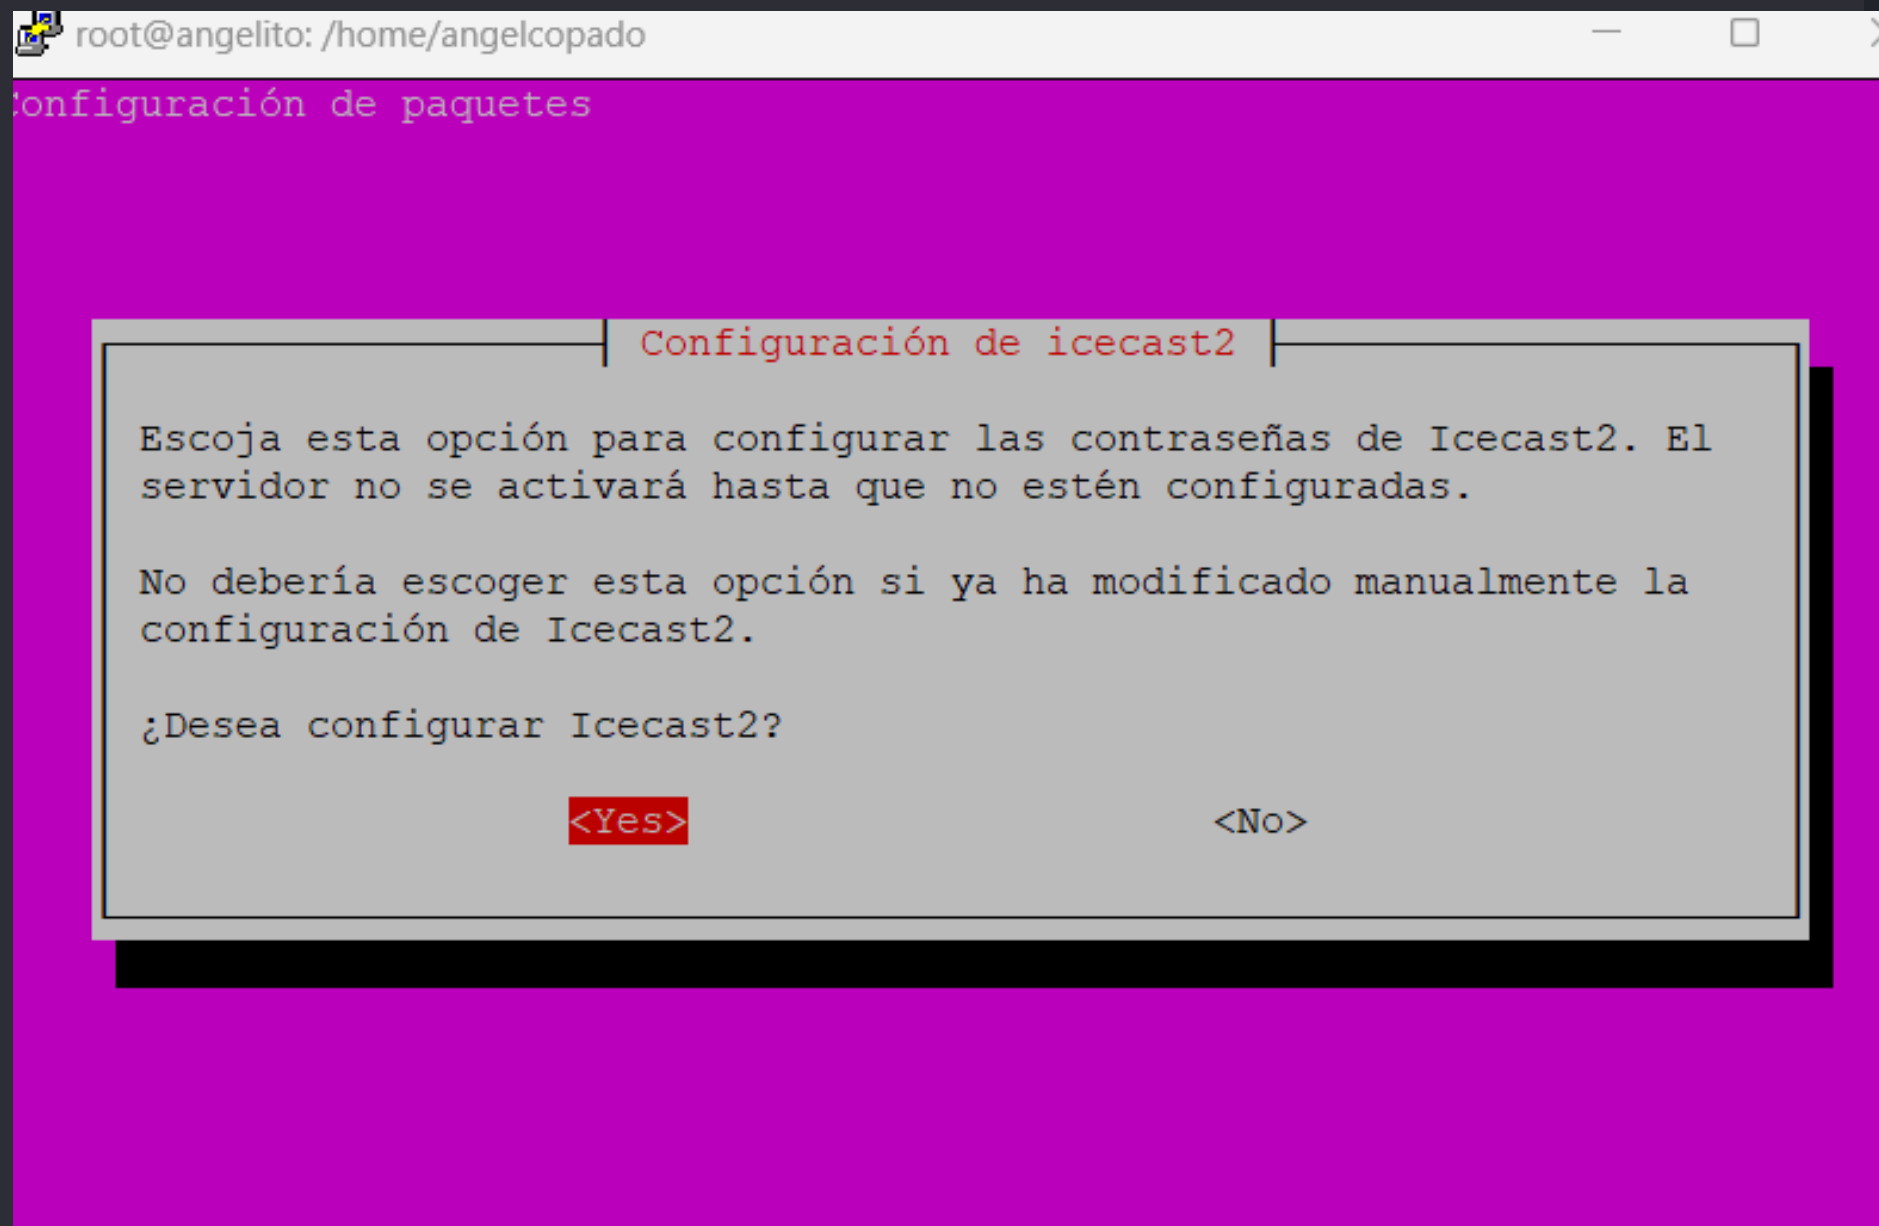 root@angelito: /home/angelcopado
Configuración de paquetes
Configuración de icecast2
Escoja esta opción para configurar las contraseñas de Icecast2. El
servidor no se activará hasta que no estén configuradas.
No debería escoger esta opción si ya ha modificado manualmente la
configuración de Icecast2.
¿Desea configurar Icecast2?
<Yes> <No>